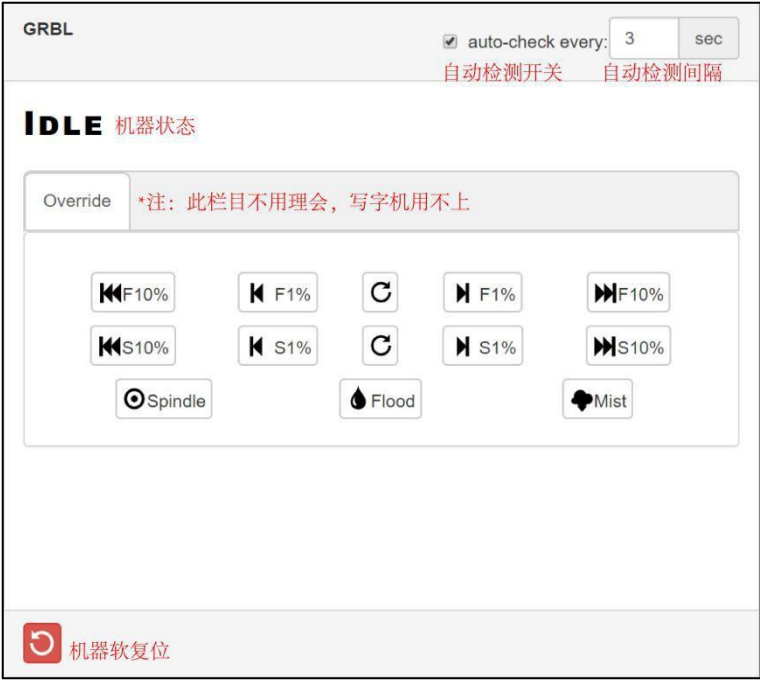 GRBL
auto-check every: 3 sec
自动检测开关 自动检测间隔
IDLE 机器状态
Override *注：此栏目不用理会，写字机用不上
F10% F1% F1% F10%
S10% S1% S1% S10%
Spindle Flood Mist
机器软复位